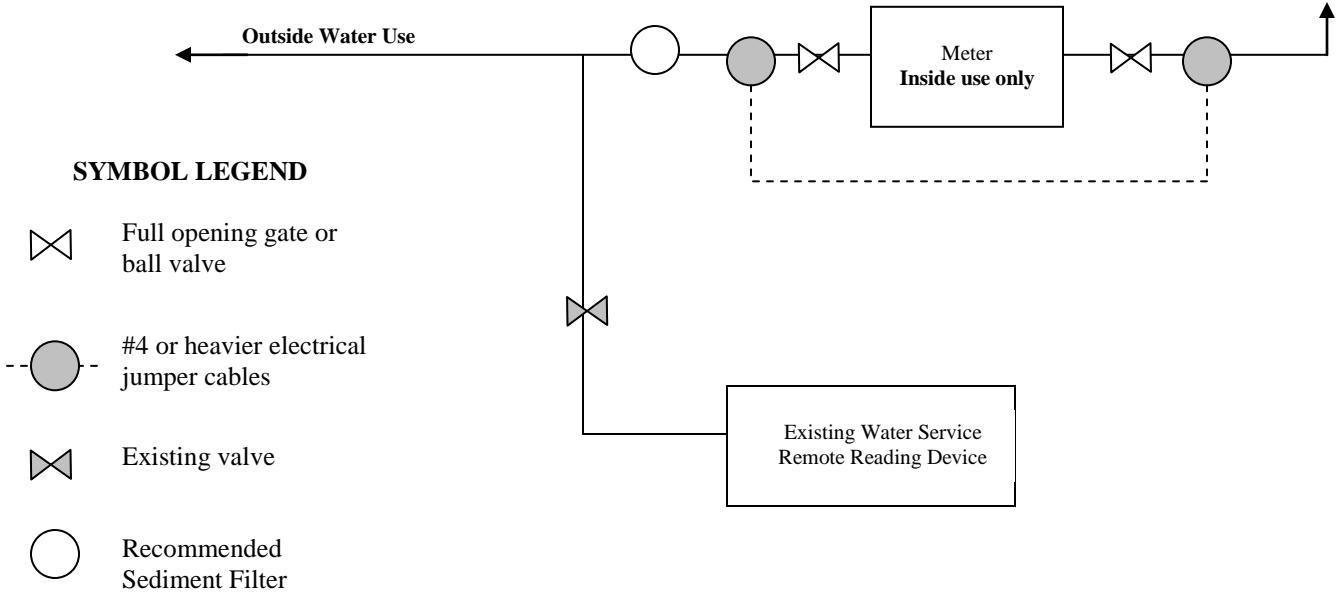 Outside Water Use
Meter
Inside use only
SYMBOL LEGEND
Full opening gate or
ball valve
#4 or heavier electrical
jumper cables
Existing valve
Recommended
Sediment Filter
Existing Water Service
Remote Reading Device